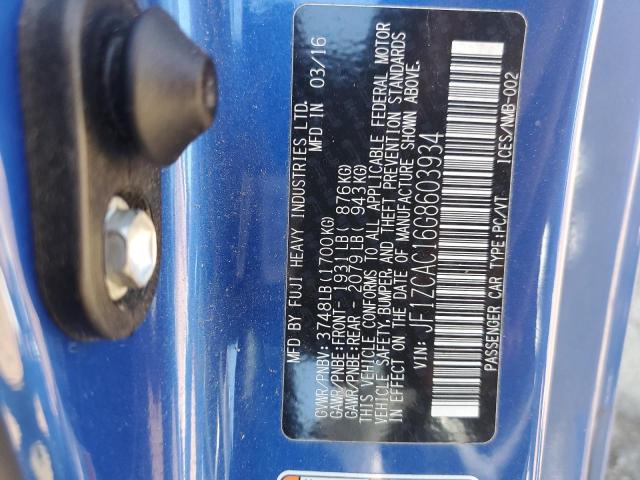 MFD BY FUJI HEAVY INDUSTRIES LTD.
MFD IN 03/16
GVWR/PNBV: 3748LB(1700KG)
GAWR/PNBE:FRONT- 1931LB( 876KG)
GAWR/PNBE:REAR - 2079LB( 943KG)
THIS VEHICLE CONFORMS TO ALL APPLICABLE FEDERAL MOTOR
VEHICLE SAFETY,BUMPER, AND THEFT PREVENTION STANDARDS
IN EFFECT ON THE DATE OF MANUFACTURE SHOWN ABOVE.
VIN: JF1ZCAC16G8603934
PASSENGER CAR TYPE:PC/VT ICES/NMB-002